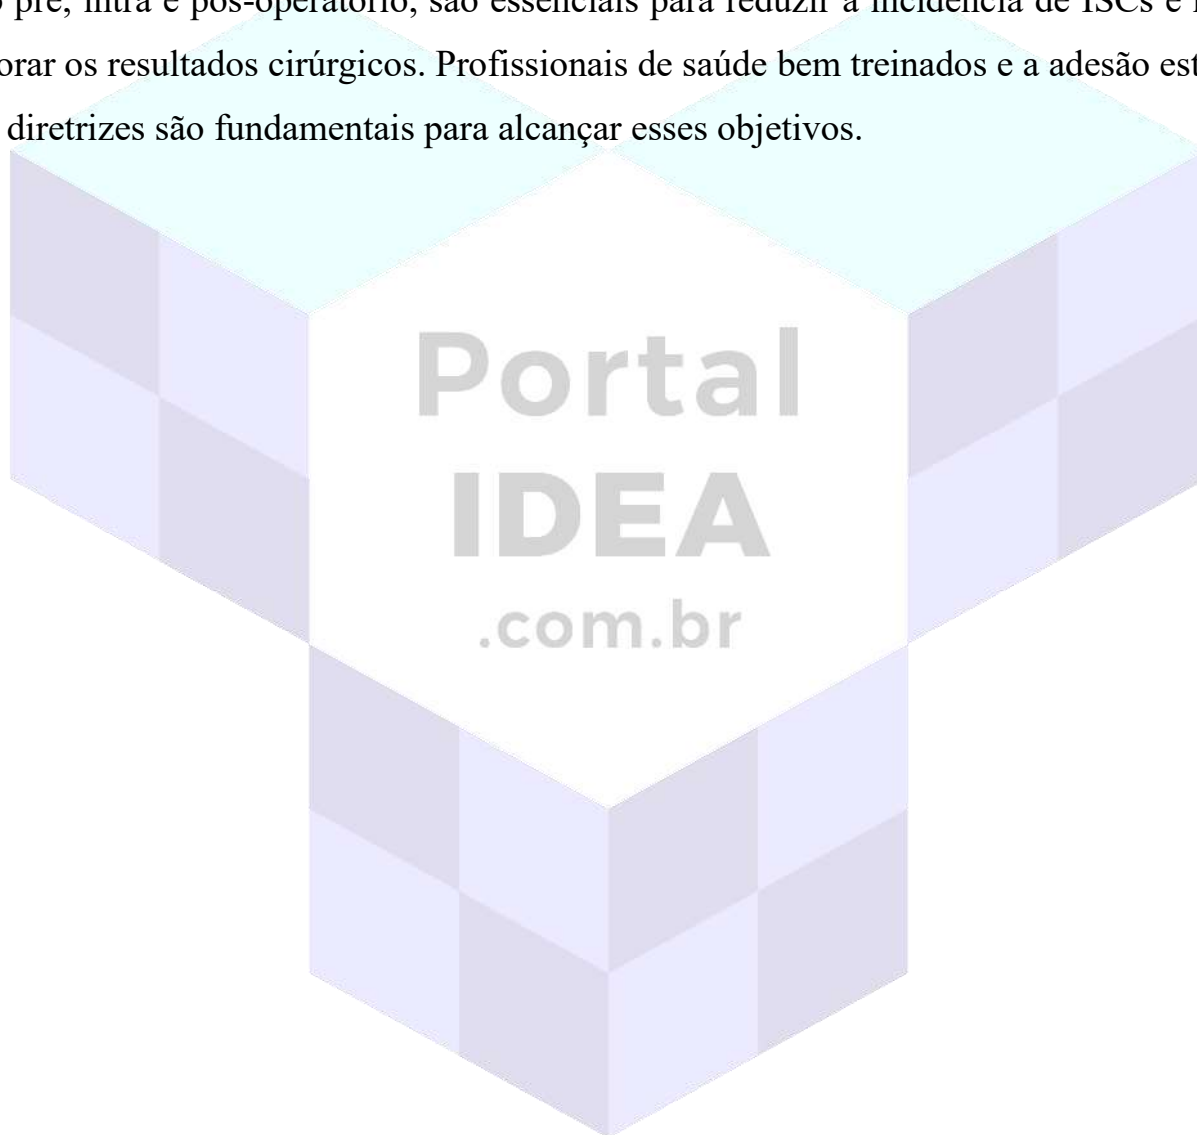 pré, intra e pós-operatório, são essenciais para reduzir a incidência de ISCs e
orar os resultados cirúrgicos. Profissionais de saúde bem treinados e a adesão est
diretrizes são fundamentais para alcançar esses objetivos.
Portal
IDEA
.com.br